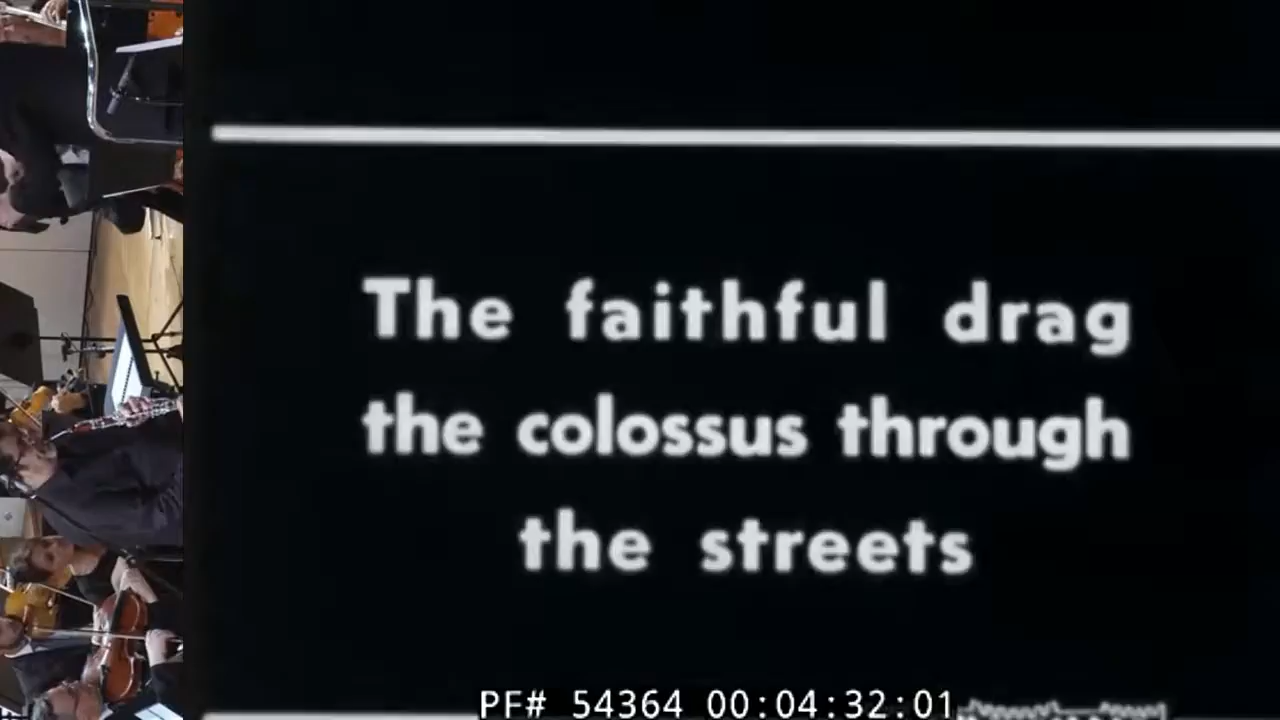 The faithful drag
the colossus through
the streets
PF# 54364 00:04:32:01